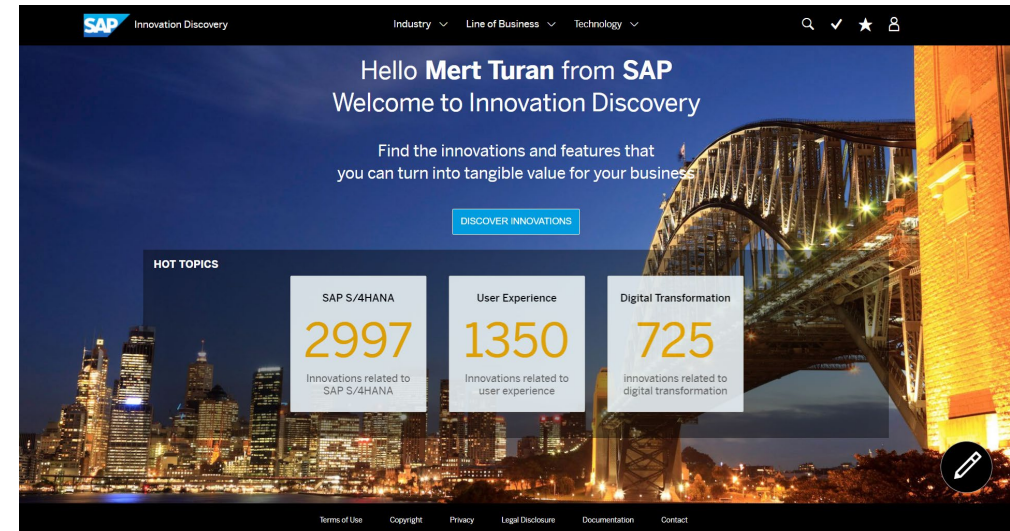 SAP Innovation Discovery
Industry Line of Business Technology
Hello Mert Turan from SAP
Welcome to Innovation Discovery
Find the innovations and features that
you can turn into tangible value for your business
DISCOVER INNOVATIONS
HOT TOPICS
SAP S/4HANA
2997
Innovations related to
SAP S/4HANA
User Experience
1350
Innovations related to
user experience
Digital Transformation
725
innovations related to
digital transformation
Terms of Use Copyright Privacy Legal Disclosure Documentation Contact